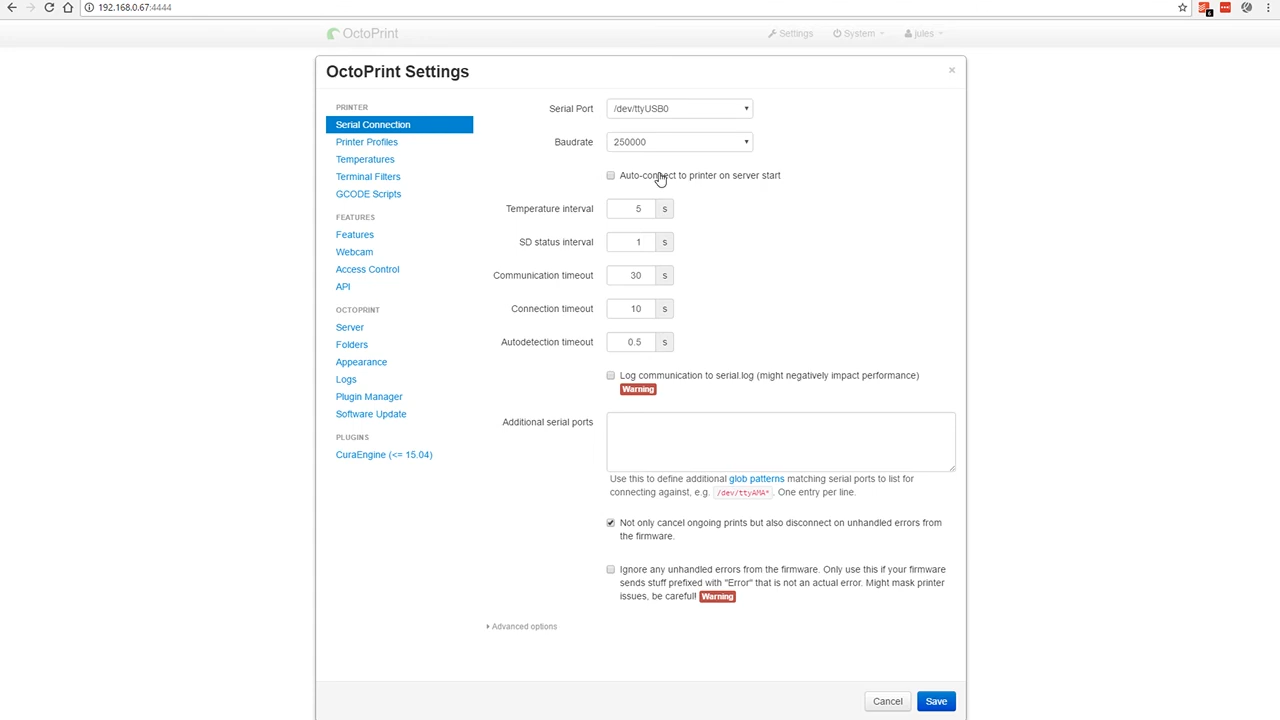 192.168.0.67:4444
6
OctoPrint
Settings
System
jules
OctoPrint Settings
×
PRINTER
Serial Connection
Printer Profiles
Temperatures
Terminal Filters
GCODE Scripts
FEATURES
Features
Webcam
Access Control
API
OCTOPRINT
Server
Folders
Appearance
Logs
Plugin Manager
Software Update
PLUGINS
CuraEngine (<= 15.04)
Serial Port
/dev/ttyUSB0
Baudrate
250000
Auto-connect to printer on server start
Temperature interval
5 s
SD status interval
1 s
Communication timeout
30 s
Connection timeout
10 s
Autodetection timeout
0.5 s
Log communication to serial.log (might negatively impact performance)
Warning
Additional serial ports
Use this to define additional glob patterns matching serial ports to list for
connecting against, e.g. /dev/ttyAMA*. One entry per line.
Not only cancel ongoing prints but also disconnect on unhandled errors from
the firmware.
Ignore any unhandled errors from the firmware. Only use this if your firmware
sends stuff prefixed with "Error" that is not an actual error. Might mask printer
issues, be careful! Warning
Advanced options
Cancel
Save